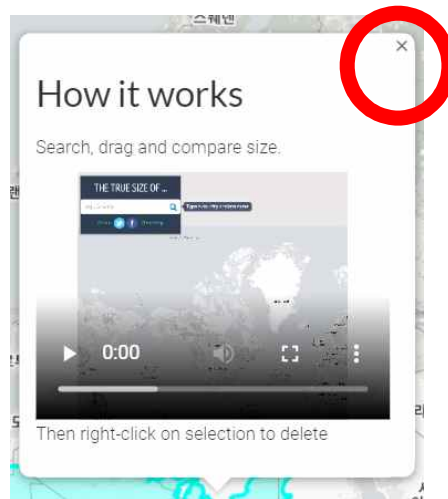 스웨덴
×
How it works
Search, drag and compare size.
THE TRUE SIZE OF ...
0:00
Then right-click on selection to delete